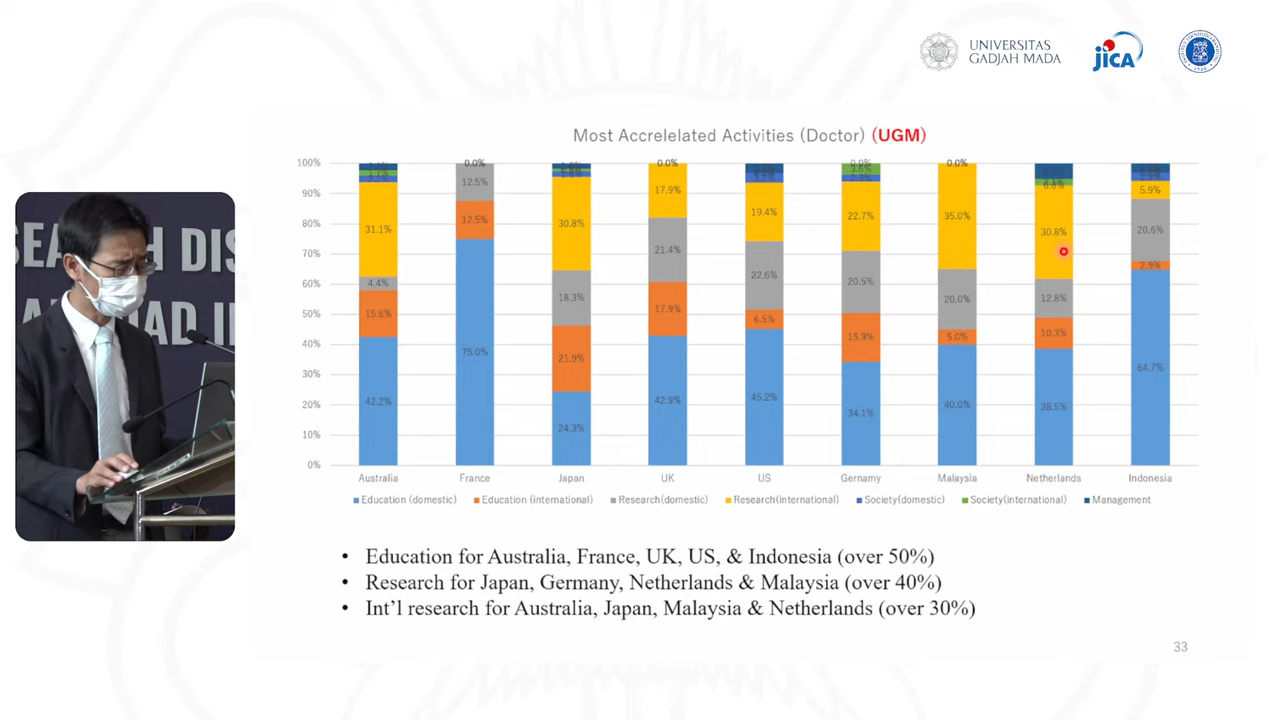 UNIVERSITAS
GADJAH MADA
JICA
Most Accrelelated Activities (Doctor) (UGM)
100%
90%
80%
70%
60%
50%
40%
30%
20%
10%
0%
0.0% 0.0% 0.0% 3.6% 0.0%
12.5% 17.9% 5.9%
31.1% 30.8% 19.4% 22.7% 35.0% 30.8%
4.4% 12.5% 18.3% 21.4% 22.6% 20.5% 20.0% 12.8% 20.6%
15.6% 21.9% 17.9% 6.5% 15.9% 5.0% 10.3% 2.9%
42.2% 75.0% 24.3% 42.9% 45.2% 34.1% 40.0% 38.5% 64.7%
Australia France Japan UK US Gernamy Malaysia Netherlands Indonesia
Education (domestic) Education (international) Research(domestic) Research(international) Society(domestic) Society(international) Management
• Education for Australia, France, UK, US, & Indonesia (over 50%)
• Research for Japan, Germany, Netherlands & Malaysia (over 40%)
• Int'l research for Australia, Japan, Malaysia & Netherlands (over 30%)
33